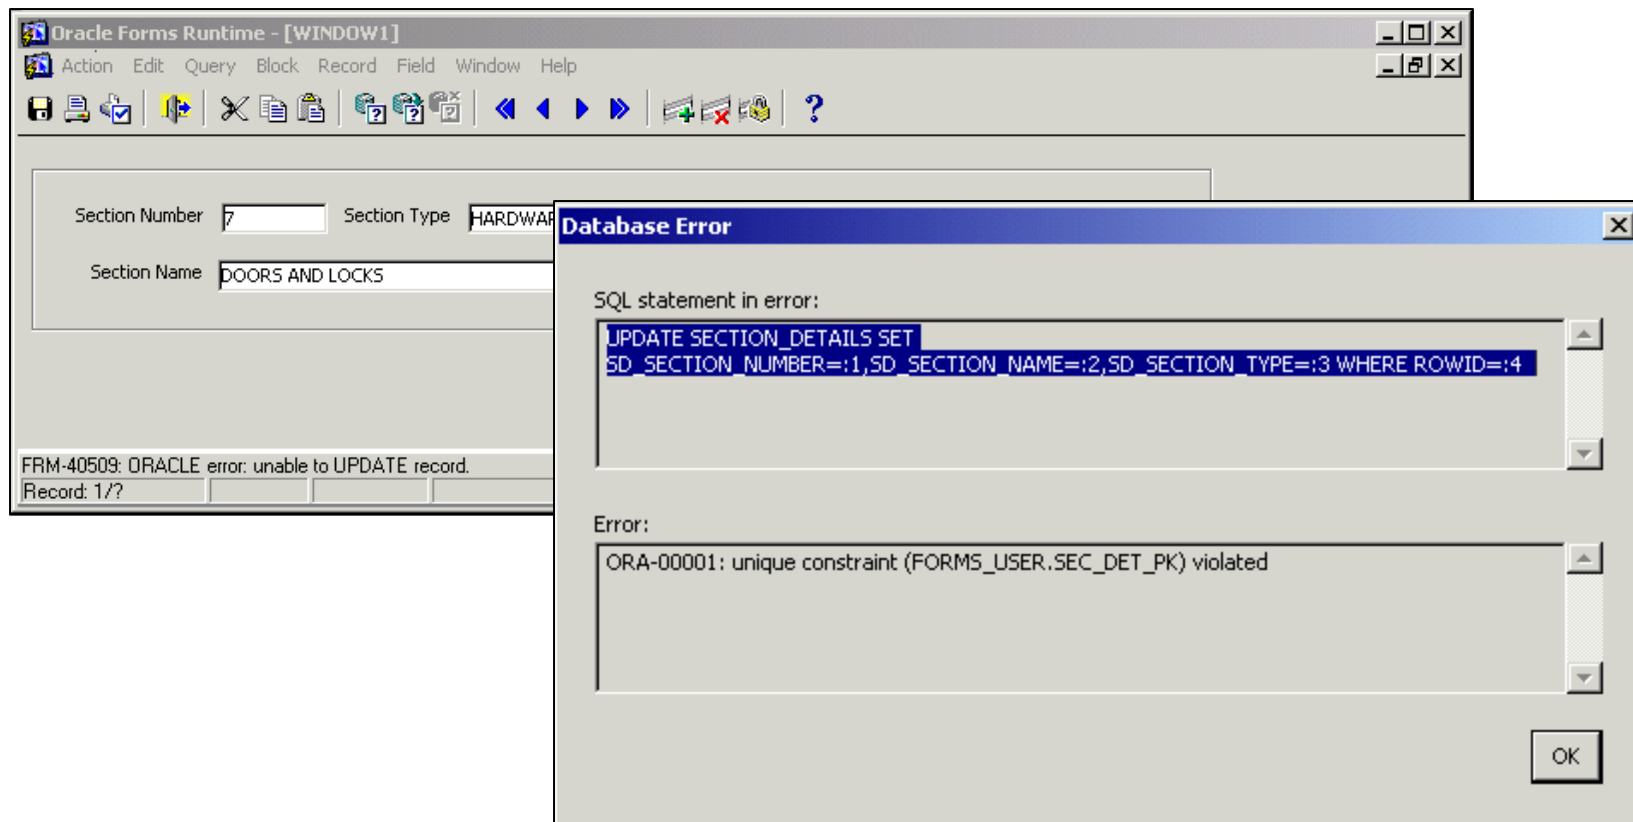 Oracle Forms Runtime - [WINDOW1]
Action Edit Query Block Record Field Window Help
Section Number 7 Section Type HARDWAR
Section Name DOORS AND LOCKS
FRM-40509: ORACLE error: unable to UPDATE record.
Record: 1/?
Database Error
SQL statement in error:
UPDATE SECTION_DETAILS SET
SD_SECTION_NUMBER=:1,SD_SECTION_NAME=:2,SD_SECTION_TYPE=:3 WHERE ROWID=:4
Error:
ORA-00001: unique constraint (FORMS_USER.SEC_DET_PK) violated
OK